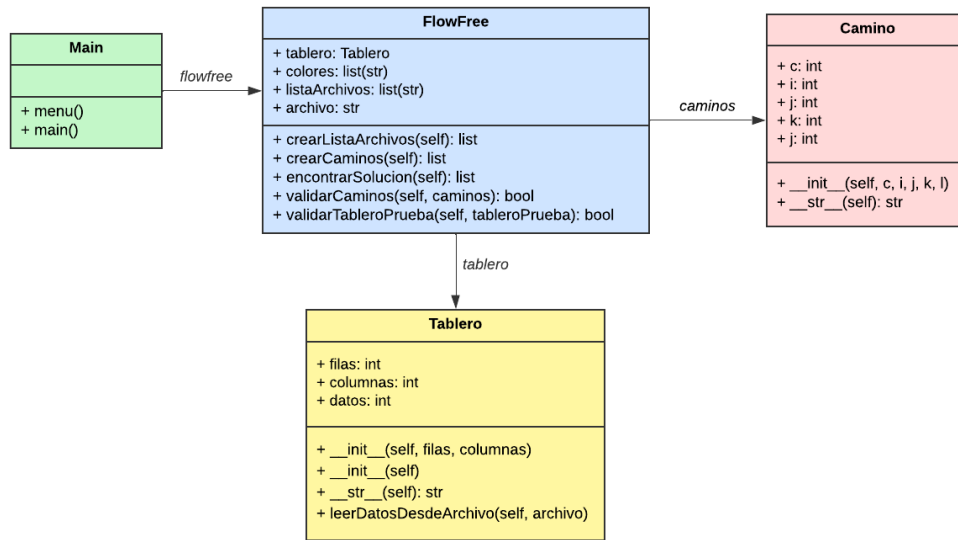 Main
+ menu()
+ main()
flowfree
FlowFree
+ tablero: Tablero
+ colores: list(str)
+ listaArchivos: list(str)
+ archivo: str
+ crearListaArchivos(self): list
+ crearCaminos(self): list
+ encontrarSolucion(self): list
+ validarCaminos(self, caminos): bool
+ validarTableroPrueba(self, tableroPrueba): bool
caminos
Camino
+ c: int
+ i: int
+ j: int
+ k: int
+ j: int
+ __init__(self, c, i, j, k, l)
+ __str__(self): str
tablero
Tablero
+ filas: int
+ columnas: int
+ datos: int
+ __init__(self, filas, columnas)
+ __init__(self)
+ __str__(self): str
+ leerDatosDesdeArchivo(self, archivo)